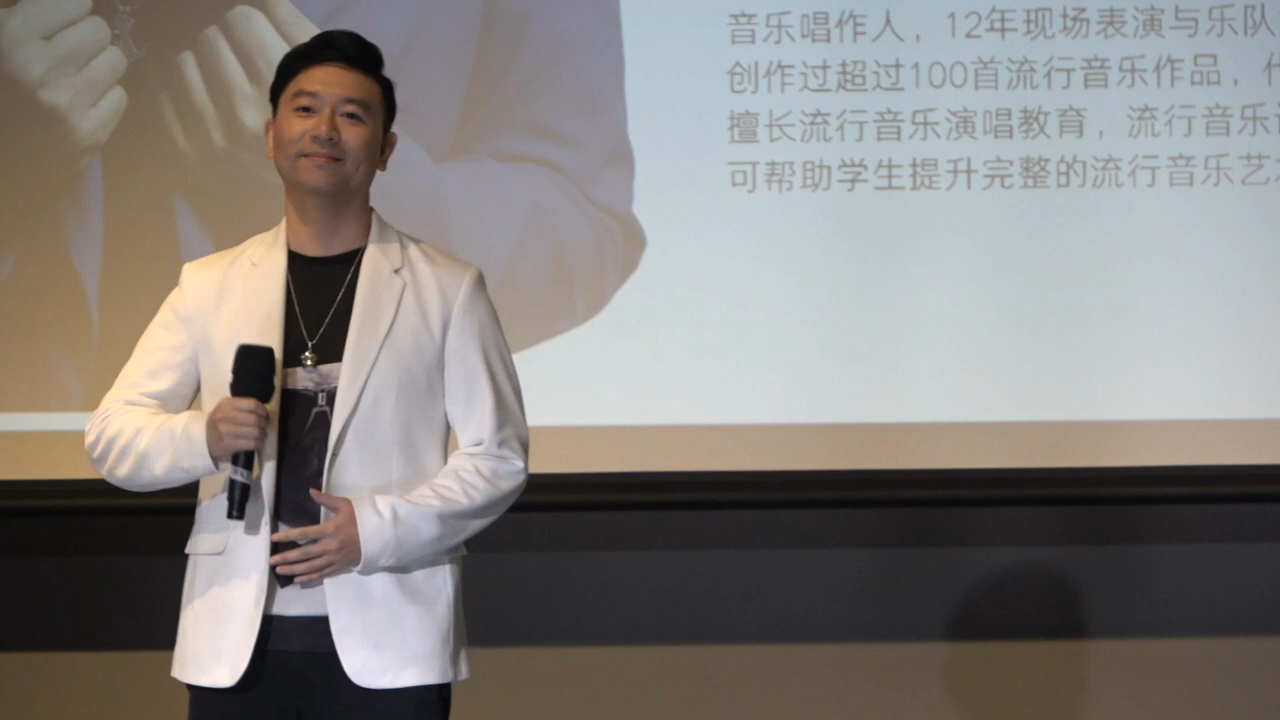 音乐唱作人，12年现场表演与乐队
创作过超过100首流行音乐作品，
擅长流行音乐演唱教育，流行音乐
可帮助学生提升完整的流行音乐艺